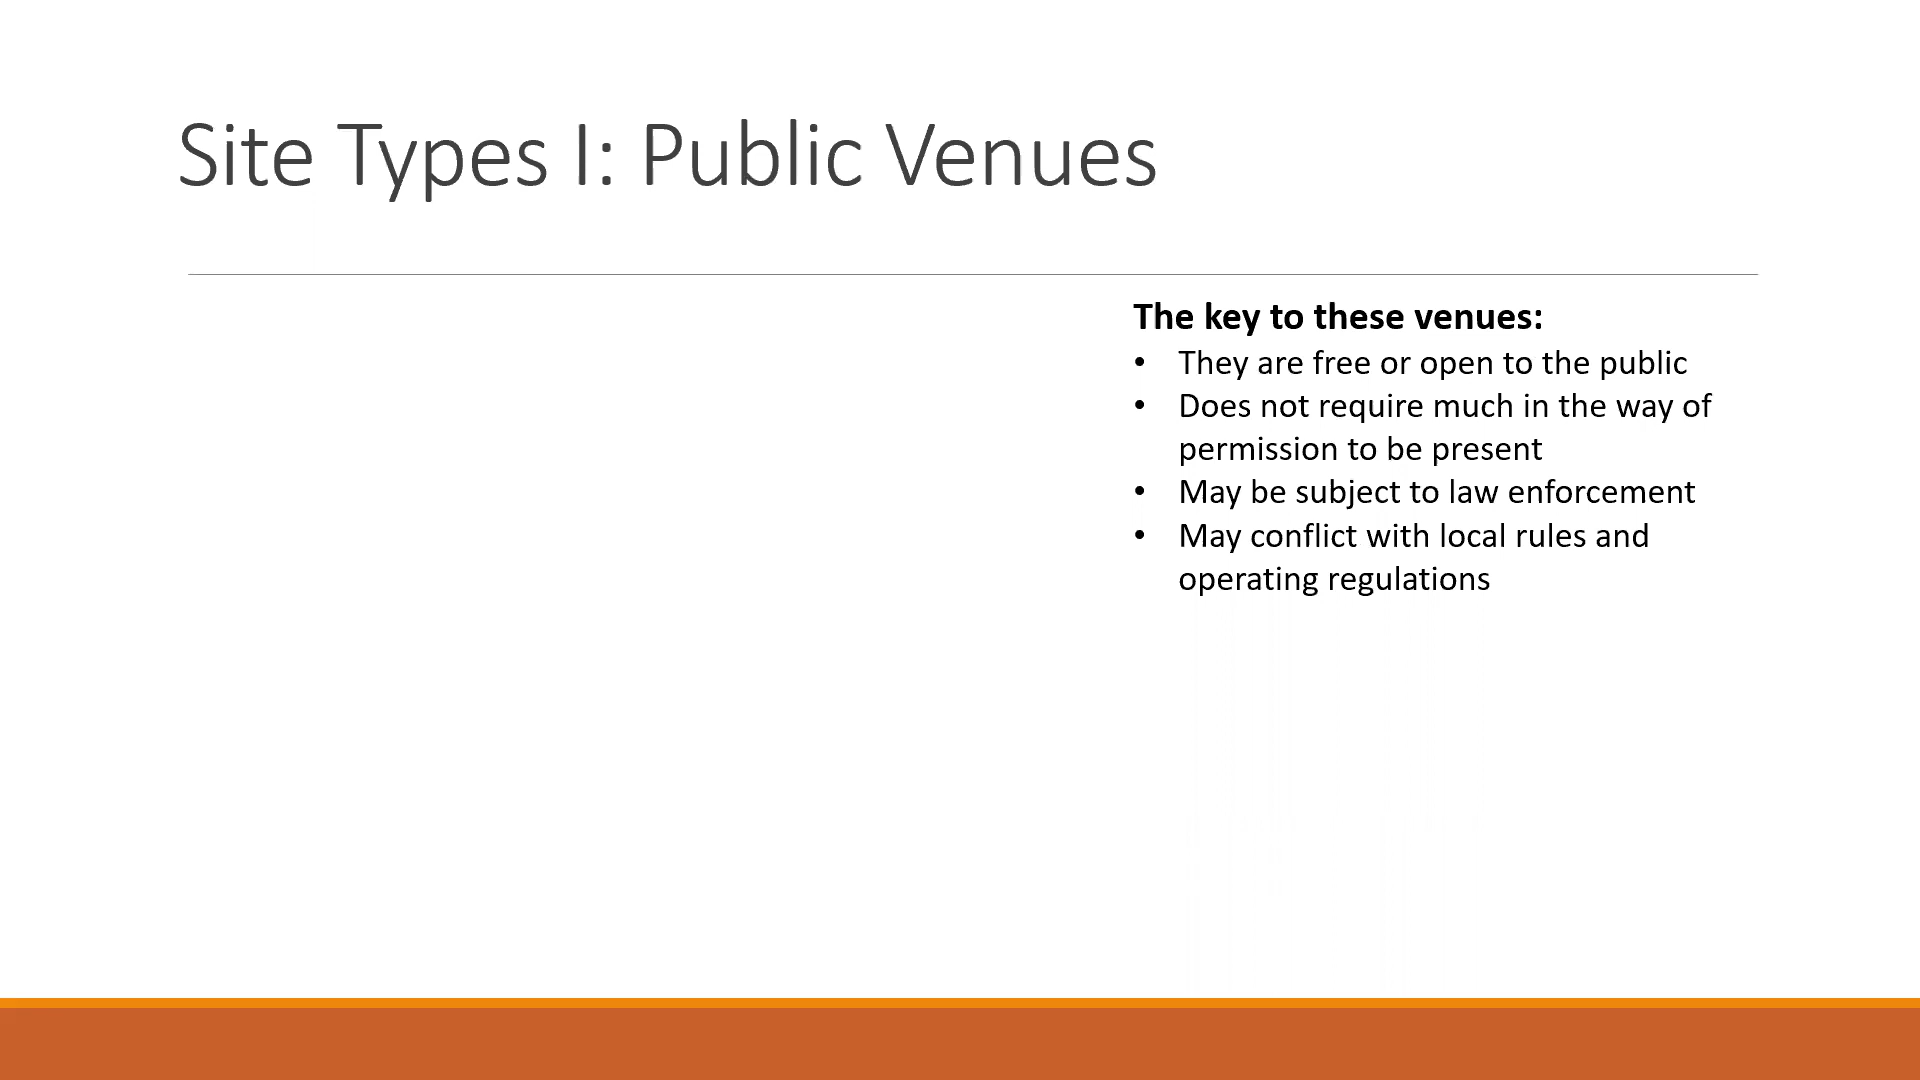 Site Types I: Public Venues
The key to these venues:
• They are free or open to the public
• Does not require much in the way of
permission to be present
• May be subject to law enforcement
• May conflict with local rules and
operating regulations